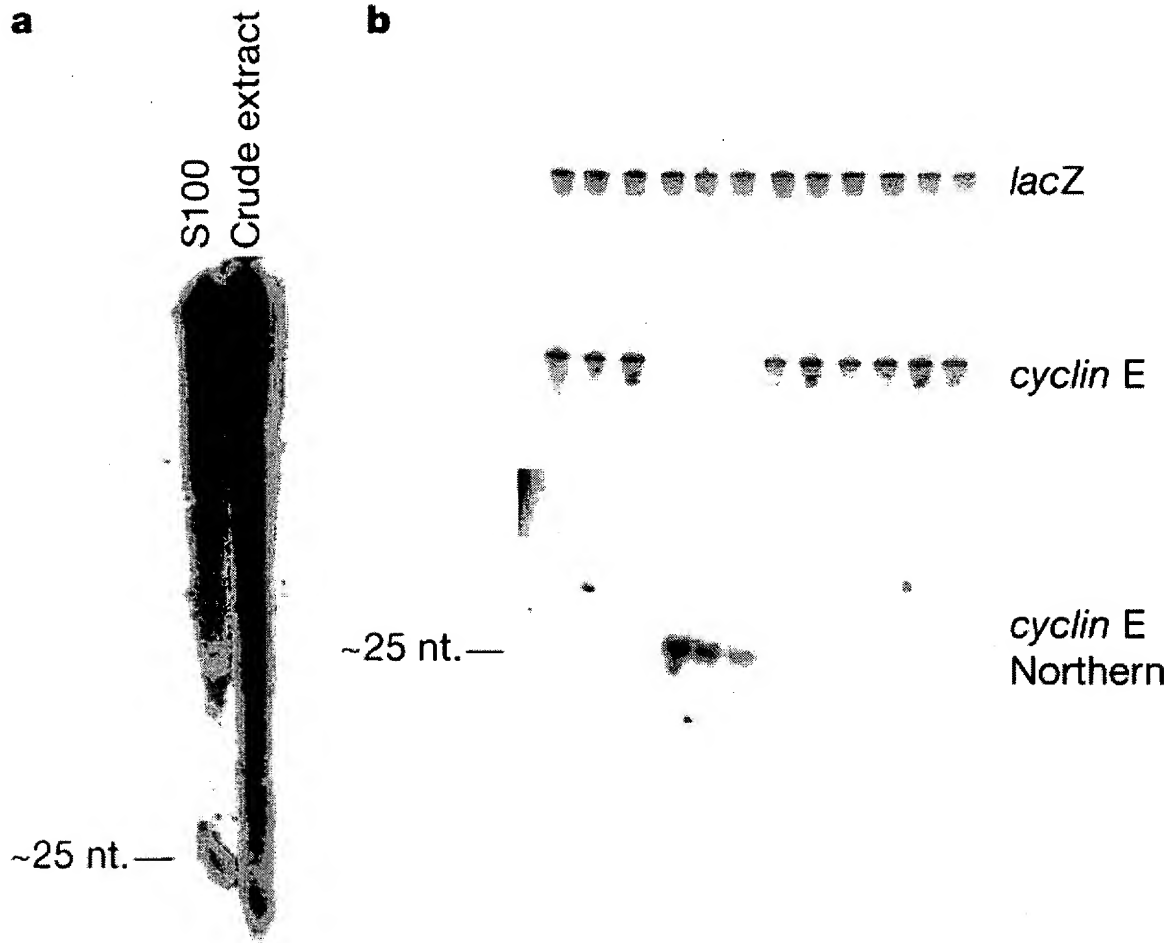 a
b
S100
Crude extract
lacZ
cyclin E
~25 nt.
cyclin E
Northern
~25 nt.